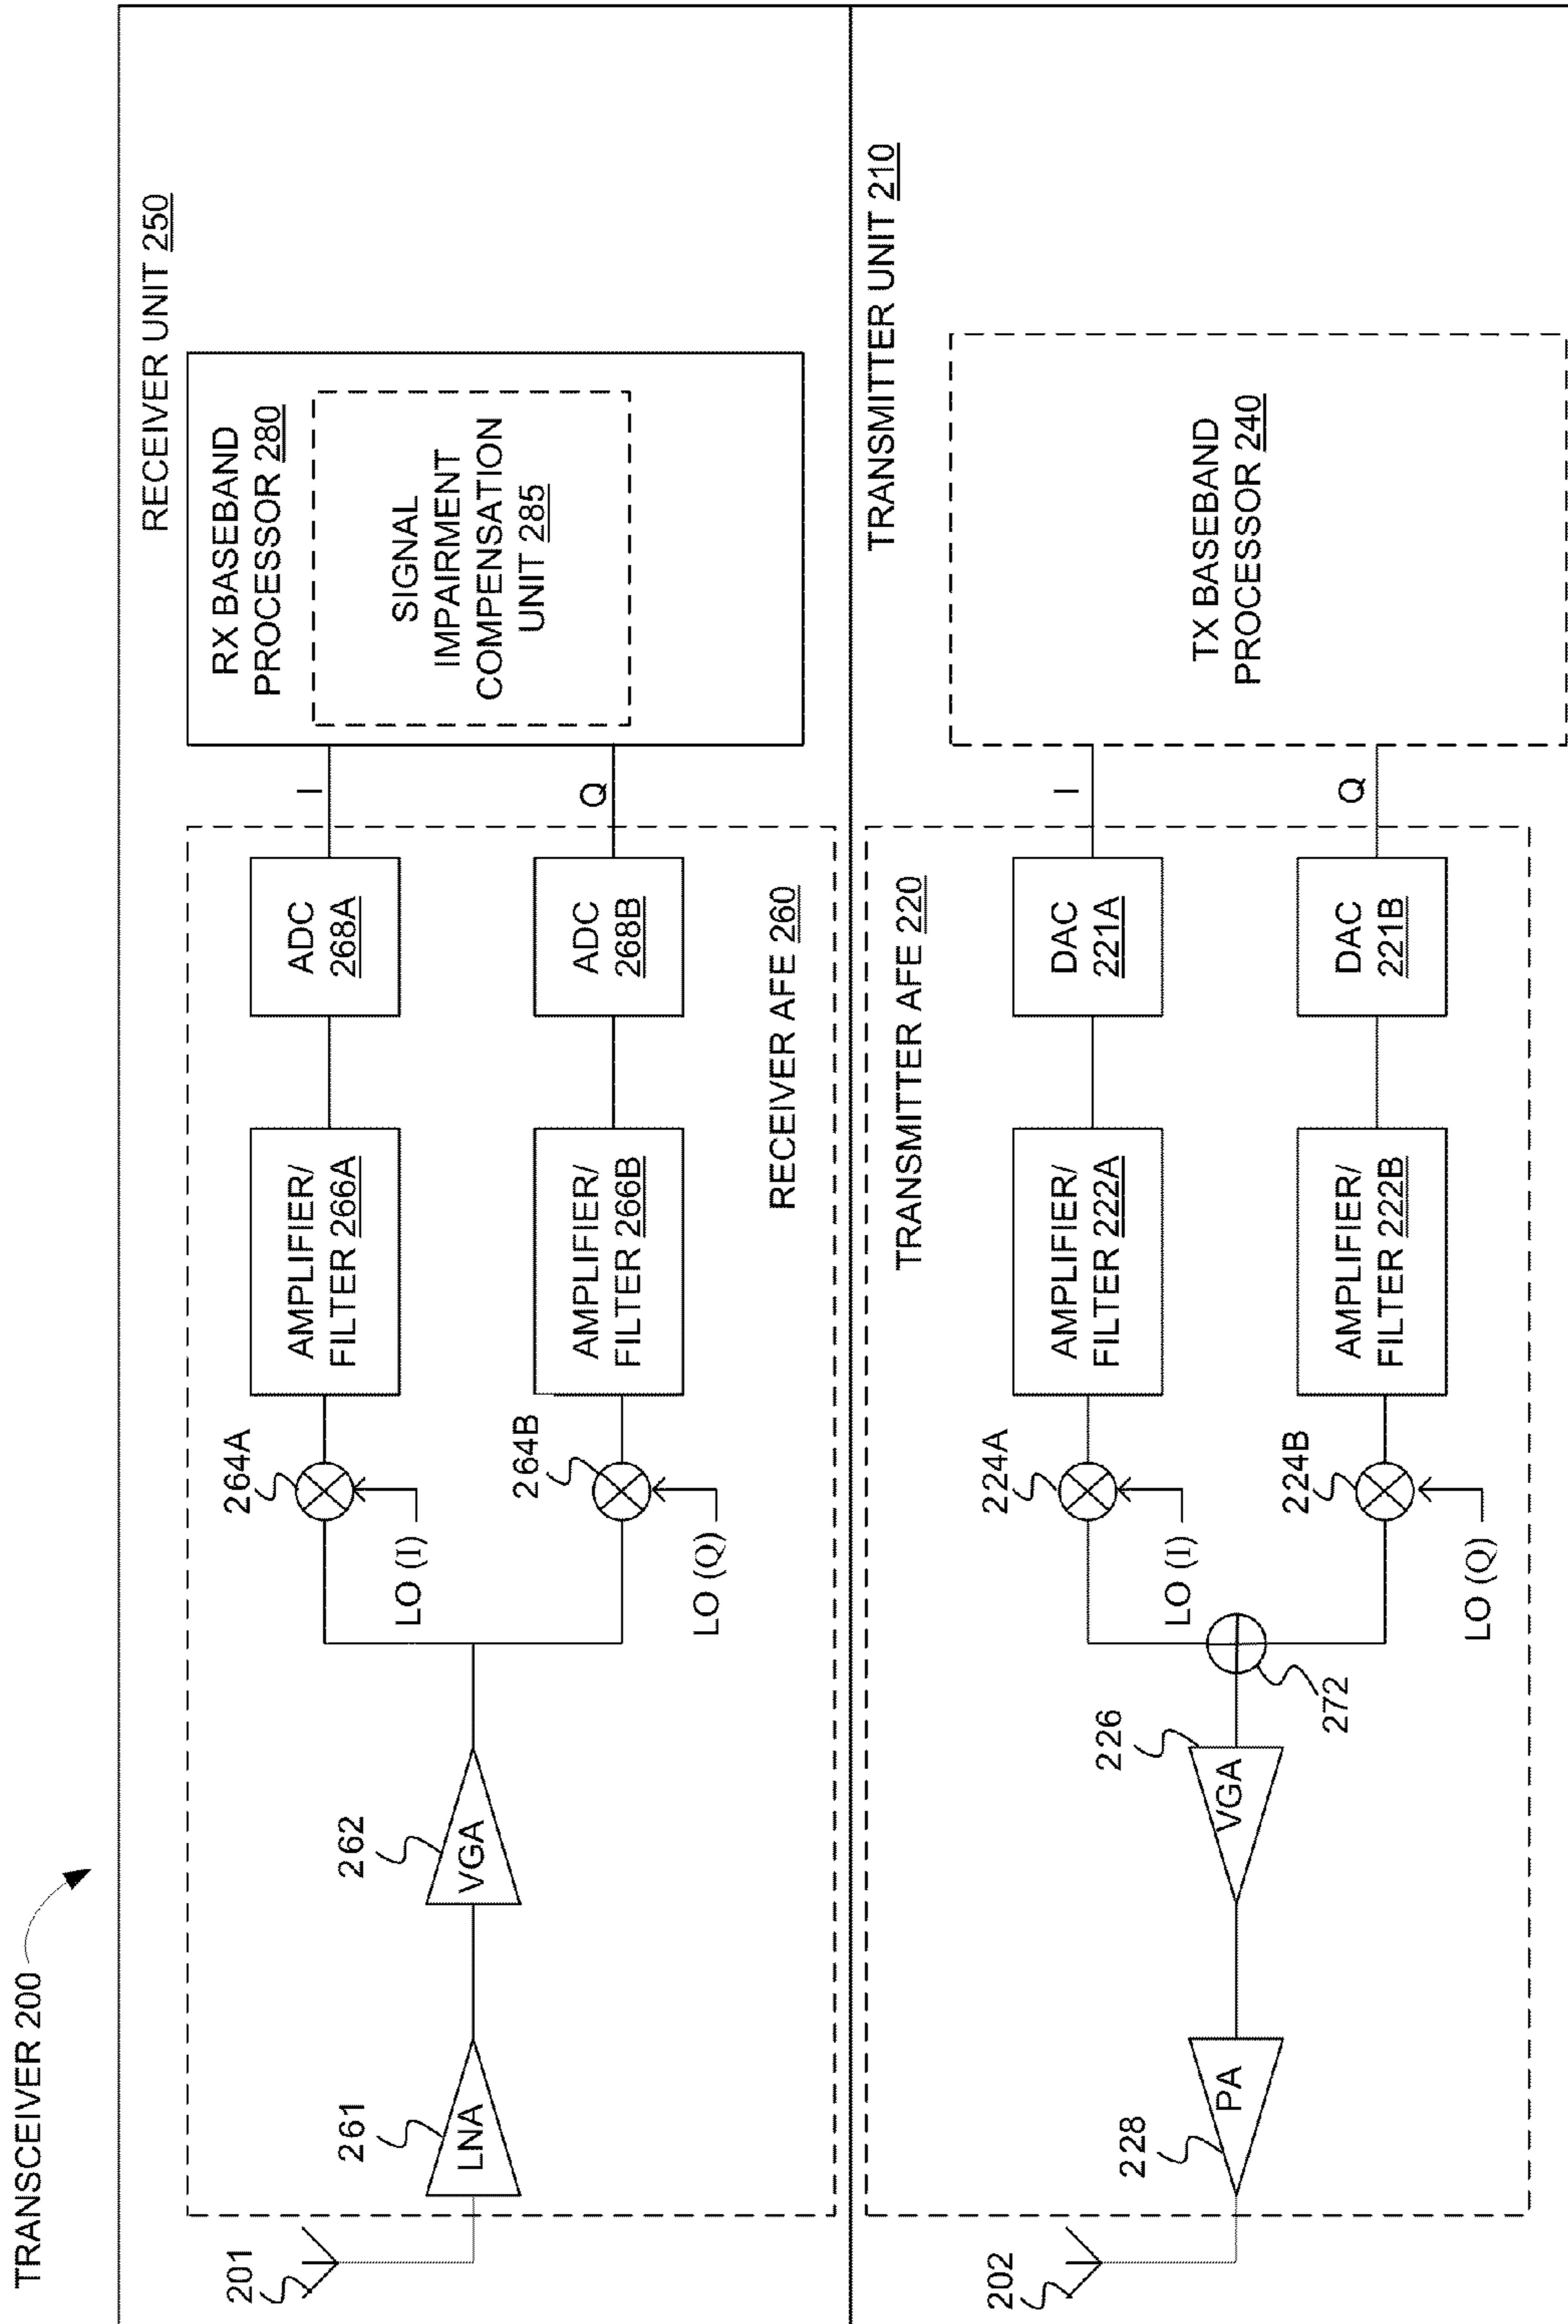 TRANSCEIVER 200
RECEIVER UNIT 250
RX BASEBAND
PROCESSOR 280
SIGNAL
IMPAIRMENT
COMPENSATION
UNIT 285
201
261
LNA
262
VGA
264A
LO (I)
264B
LO (Q)
AMPLIFIER/
FILTER 266A
AMPLIFIER/
FILTER 266B
ADC
268A
ADC
268B
I
Q
RECEIVER AFE 260
TRANSMITTER UNIT 210
TRANSMITTER AFE 220
202
228
PA
226
VGA
272
224A
LO (I)
224B
LO (Q)
AMPLIFIER/
FILTER 222A
AMPLIFIER/
FILTER 222B
DAC
221A
DAC
221B
I
Q
TX BASEBAND
PROCESSOR 240